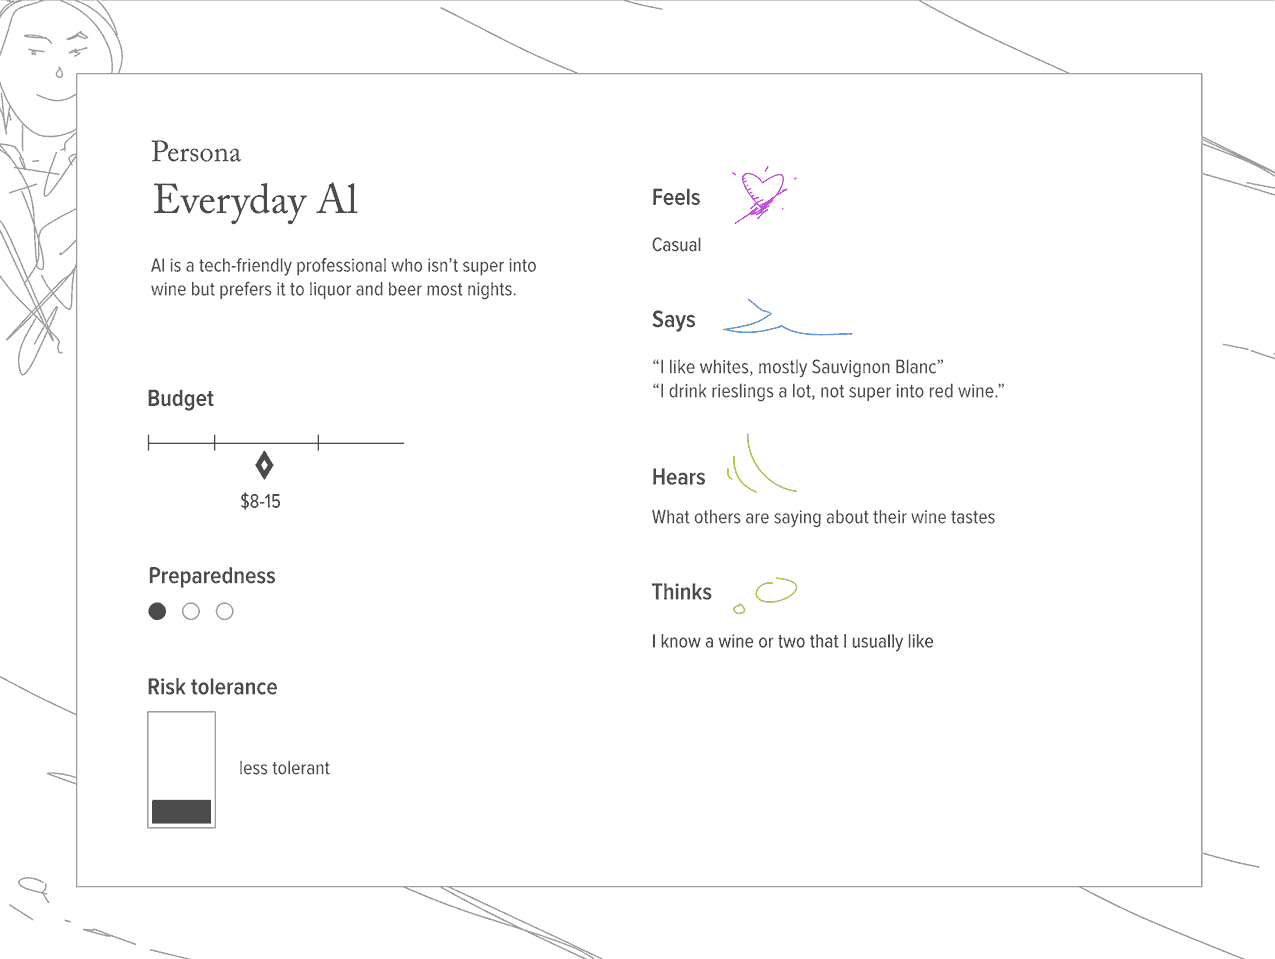 Persona
Everyday Al
Al is a tech-friendly professional who isn’t super into
wine but prefers it to liquor and beer most nights.
Budget
$8-15
Preparedness
Risk tolerance
less tolerant
Feels
Casual
Says
“I like whites, mostly Sauvignon Blanc”
“I drink rieslings a lot, not super into red wine.”
Hears
What others are saying about their wine tastes
Thinks
I know a wine or two that I usually like